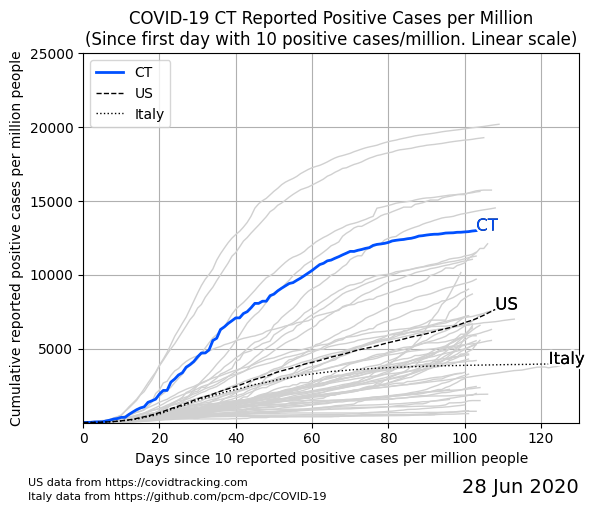 COVID-19 CT Reported Positive Cases per Million
(Since first day with 10 positive cases/million. Linear scale)
Cumulative reported positive cases per million people
25000
20000
15000
10000
5000
CT
US
Italy
CT
US
Italy
0
20
40
60
80
100
120
Days since 10 reported positive cases per million people
US data from https://covidtracking.com
Italy data from https://github.com/pcm-dpc/COVID-19
28 Jun 2020